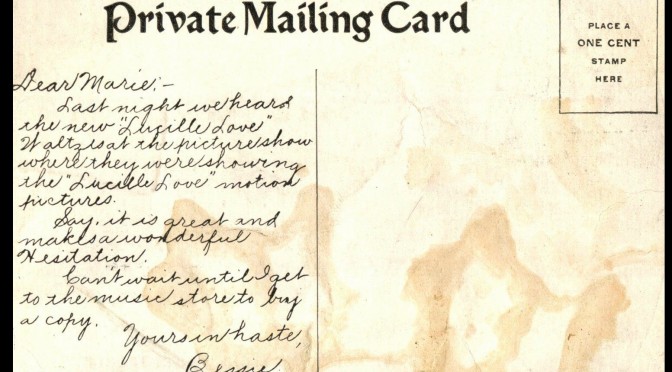 Private Mailing Card
PLACE A
ONE CENT
STAMP
HERE
Dear Marie;-
Last night we heard
the new "Lucille Love"
Waltzes at the picture show
where they were showing
the "Lucille Love" motion
pictures.
Say, it is great and
makes a wonderful
Hesitation.
Can't wait until I get
to the music store to buy
a copy.
Yours in haste,
Bessie